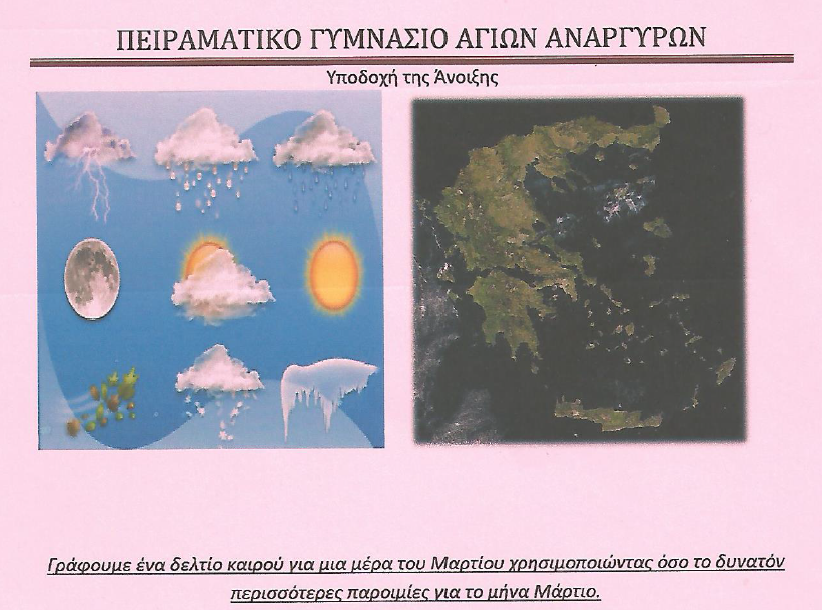 ΠΕΙΡΑΜΑΤΙΚΟ ΓΥΜΝΑΣΙΟ ΑΓΙΩΝ ΑΝΑΡΓΥΡΩΝ
Υποδοχή της Άνοιξης
Γράφουμε ένα δελτίο καιρού για μια μέρα του Μαρτίου χρησιμοποιώντας όσο το δυνατόν
περισσότερες παροιμίες για το μήνα Μάρτιο.